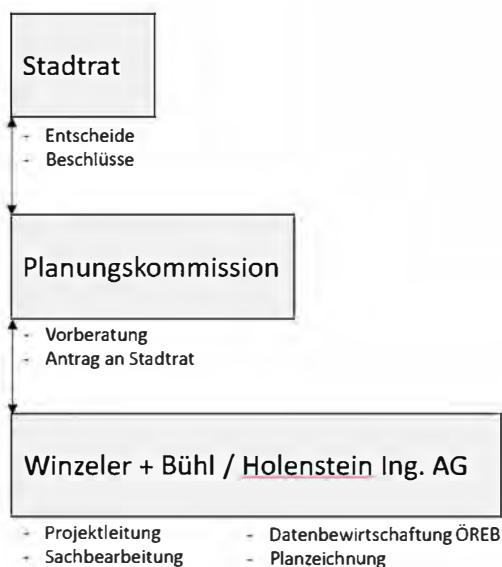 Stadtrat
- Entscheide
- Beschlüsse
Planungskommission
- Vorberatung
- Antrag an Stadtrat
Winzeler + Bühl / Holenstein Ing. AG
- Projektleitung
- Sachbearbeitung
- Datenbewirtschaftung ÖREB
- Planzeichnung